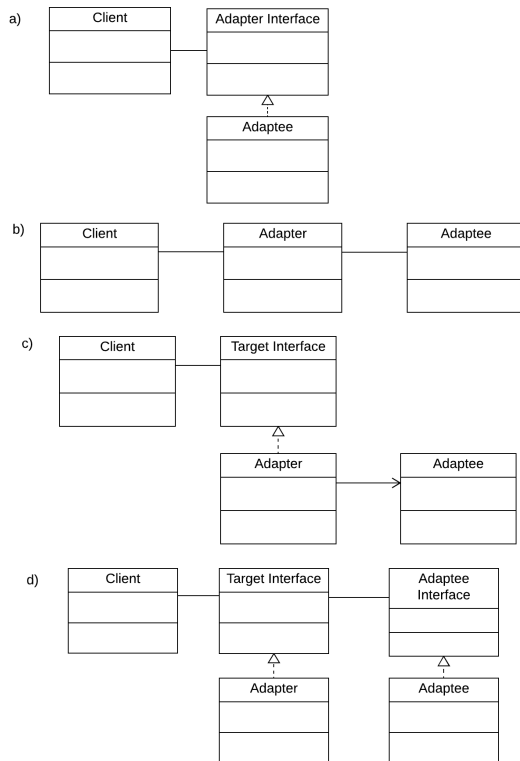 a)
Client
Adapter Interface
Adaptee
b)
Client
Adapter
Adaptee
c)
Client
Target Interface
Adapter
Adaptee
d)
Client
Target Interface
Adaptee
Interface
Adapter
Adaptee